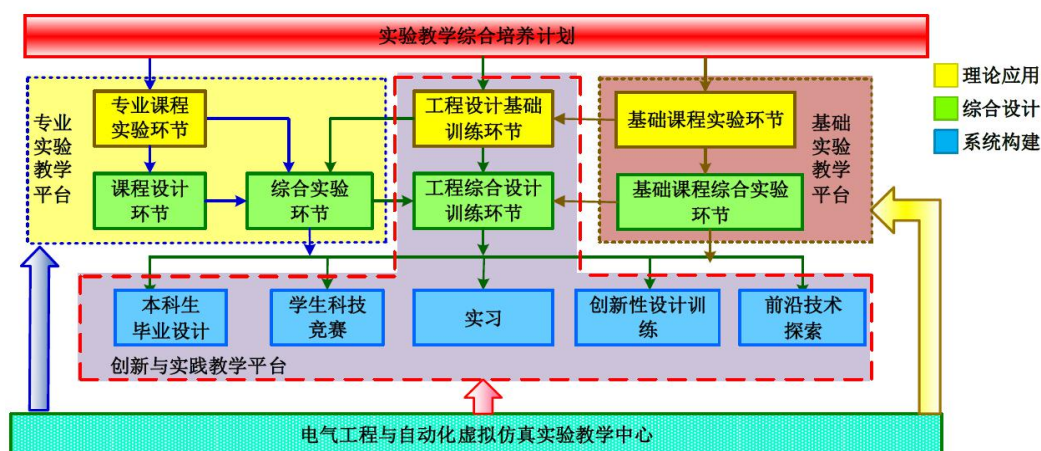 实验教学综合培养计划
专业
实验
教学
平台
专业课程
实验环节
课程设计
环节
综合实验
环节
工程设计基础
训练环节
工程综合设计
训练环节
基础课程实验环节
基础课程综合实验
环节
基础
实验
教学
平台
理论应用
综合设计
系统构建
本科生
毕业设计
学生科技
竞赛
实习
创新性设计训
练
前沿技术
探索
创新与实践教学平台
电气工程与自动化虚拟仿真实验教学中心